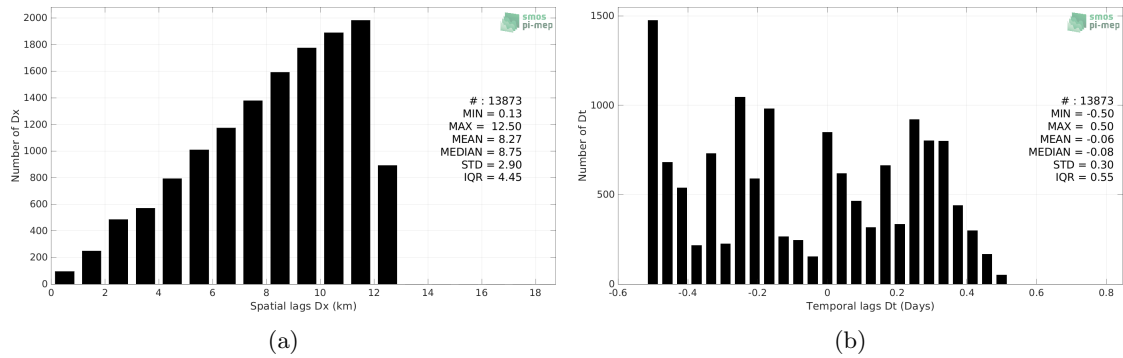 2000
1800
1600
1400
1200
1000
800
600
400
200
0
Number of Dx
0 2 4 6 8 10 12 14 16 18
Spatial lags Dx (km)
smos
pi-mep
# : 13873
MIN = 0.13
MAX = 12.50
MEAN = 8.27
MEDIAN = 8.75
STD = 2.90
IQR = 4.45
(a)
1500
1000
500
0
Number of Dt
-0.6 -0.4 -0.2 0 0.2 0.4 0.6 0.8
Temporal lags Dt (Days)
smos
pi-mep
# : 13873
MIN = -0.50
MAX = 0.50
MEAN = -0.06
MEDIAN = -0.08
STD = 0.30
IQR = 0.55
(b)